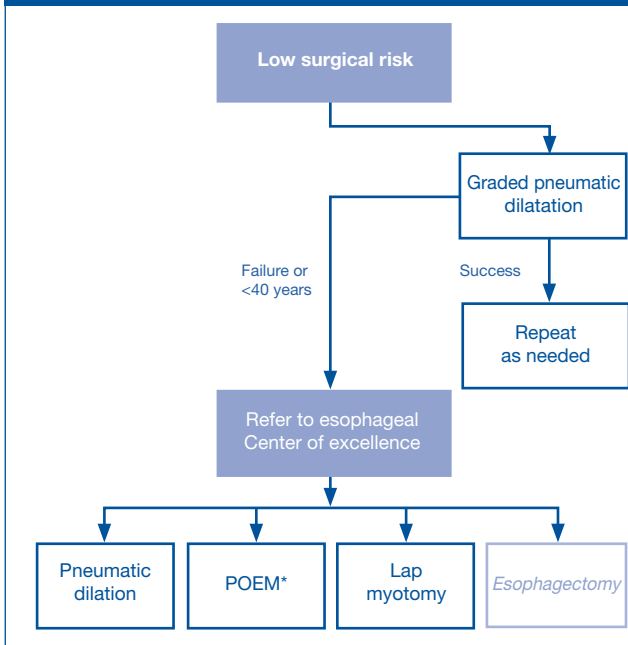 Low surgical risk
Graded pneumatic
dilatation
Failure or
<40 years
Success
Repeat
as needed
Refer to esophageal
Center of excellence
Pneumatic
dilation
POEM*
Lap
myotomy
Esophagectomy